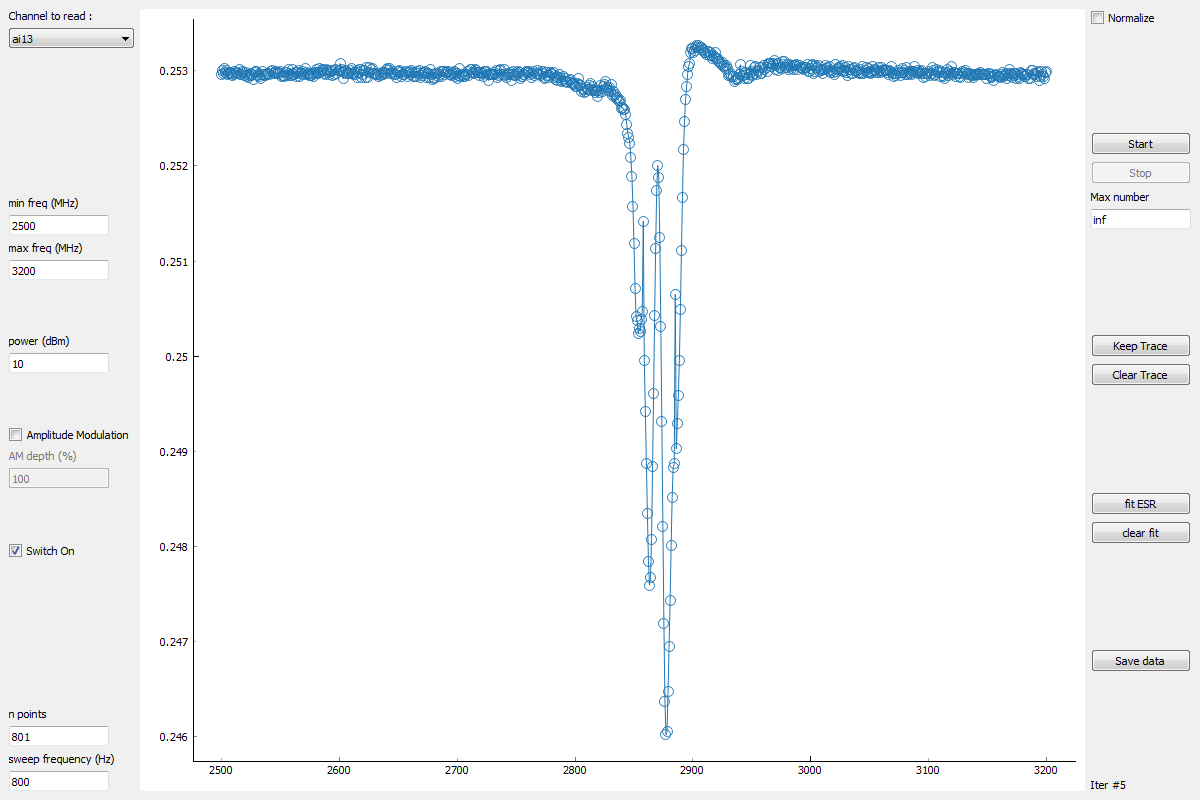 Channel to read :
ai13
min freq (MHz)
2500
max freq (MHz)
3200
power (dBm)
10
Amplitude Modulation
AM depth (%)
100
Switch On
n points
801
sweep frequency (Hz)
800
0.253
0.252
0.251
0.25
0.249
0.248
0.247
0.246
2500 2600 2700 2800 2900 3000 3100 3200
Normalize
Start
Stop
Max number
inf
Keep Trace
Clear Trace
fit ESR
clear fit
Save data
Iter #5